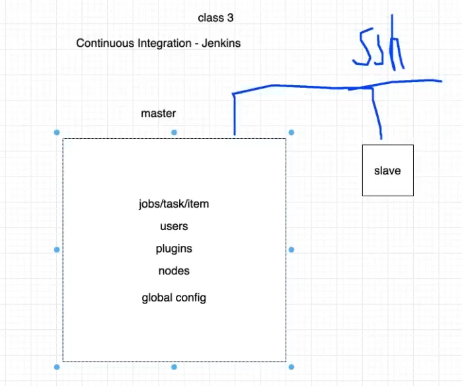 class 3
Continuous Integration - Jenkins
ssh
master
slave
jobs/task/item
users
plugins
nodes
global config